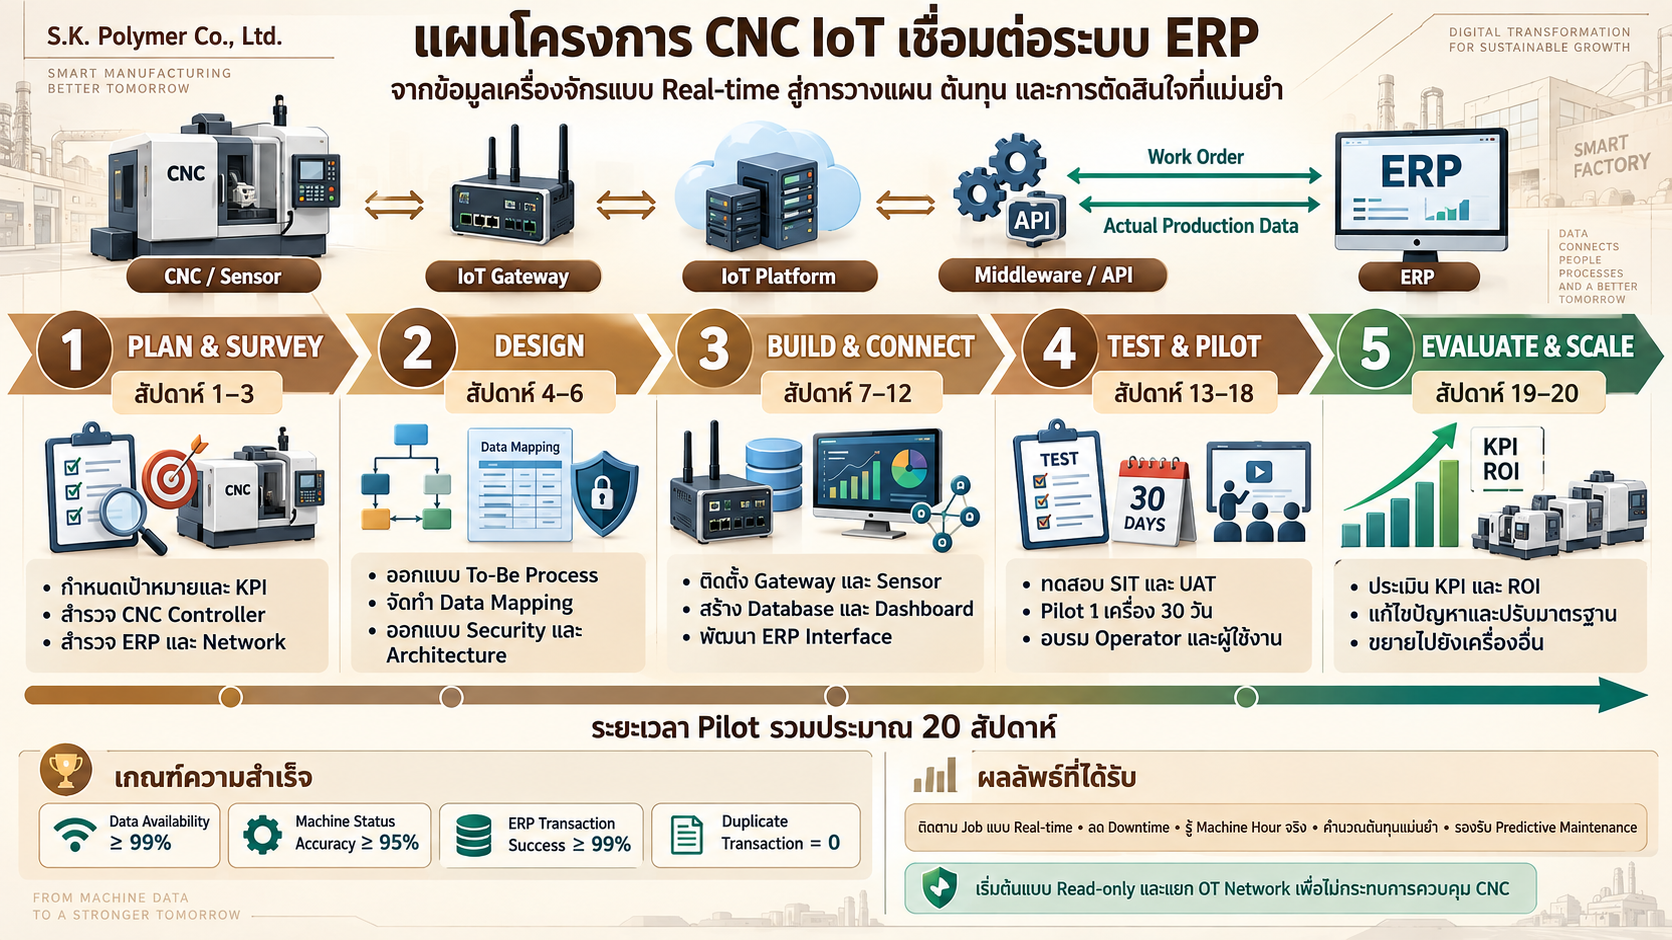 S.K. Polymer Co., Ltd.
SMART MANUFACTURING
BETTER TOMORROW
แผนโครงการ CNC IoT เชื่อมต่อระบบ ERP
จากข้อมูลเครื่องจักรแบบ Real-time สู่การวางแผน ต้นทุน และการตัดสินใจที่แม่นยำ
DIGITAL TRANSFORMATION
FOR SUSTAINABLE GROWTH
SMART
FACTORY
CNC
API
Work Order
Actual Production Data
ERP
DATA
CONNECTS
PEOPLE
PROCESSES
AND A BETTER
TOMORROW
CNC / Sensor
IoT Gateway
IoT Platform
Middleware / API
ERP
1 PLAN & SURVEY
สัปดาห์ 1–3
CNC
• กำหนดเป้าหมายและ KPI
• สำรวจ CNC Controller
• สำรวจ ERP และ Network
2 DESIGN
สัปดาห์ 4–6
Data Mapping
• ออกแบบ To-Be Process
• จัดทำ Data Mapping
• ออกแบบ Security และ
Architecture
3 BUILD & CONNECT
สัปดาห์ 7–12
• ติดตั้ง Gateway และ Sensor
• สร้าง Database และ Dashboard
• พัฒนา ERP Interface
4 TEST & PILOT
สัปดาห์ 13–18
TEST
30
DAYS
• ทดสอบ SIT และ UAT
• Pilot 1 เครื่อง 30 วัน
• อบรม Operator และผู้ใช้งาน
5 EVALUATE & SCALE
สัปดาห์ 19–20
KPI
ROI
• ประเมิน KPI และ ROI
• แก้ไขปัญหาและปรับมาตรฐาน
• ขยายไปยังเครื่องอื่น
ระยะเวลา Pilot รวมประมาณ 20 สัปดาห์
เกณฑ์ความสำเร็จ
Data Availability
≥ 99%
Machine Status
Accuracy ≥ 95%
ERP Transaction
Success ≥ 99%
Duplicate
Transaction = 0
ผลลัพธ์ที่ได้รับ
ติดตาม Job แบบ Real-time • ลด Downtime • รู้ Machine Hour จริง • คำนวณต้นทุนแม่นยำ • รองรับ Predictive Maintenance
เริ่มต้นแบบ Read-only และแยก OT Network เพื่อไม่กระทบการควบคุม CNC
FROM MACHINE DATA
TO A STRONGER TOMORROW